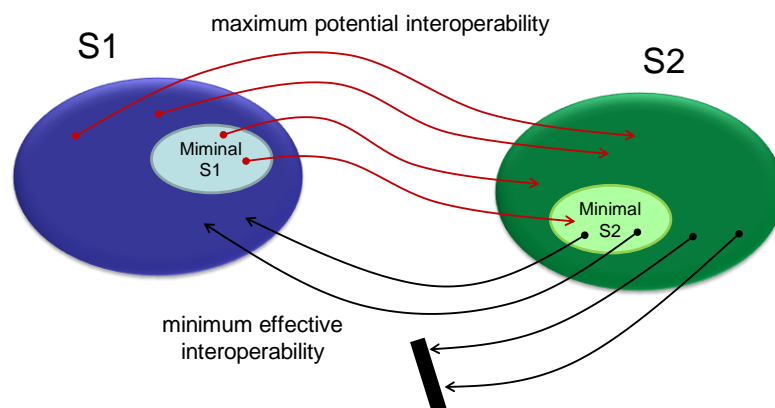 maximum potential interoperability
S1
S2
Miminal
S1
Minimal
S2
minimum effective
interoperability